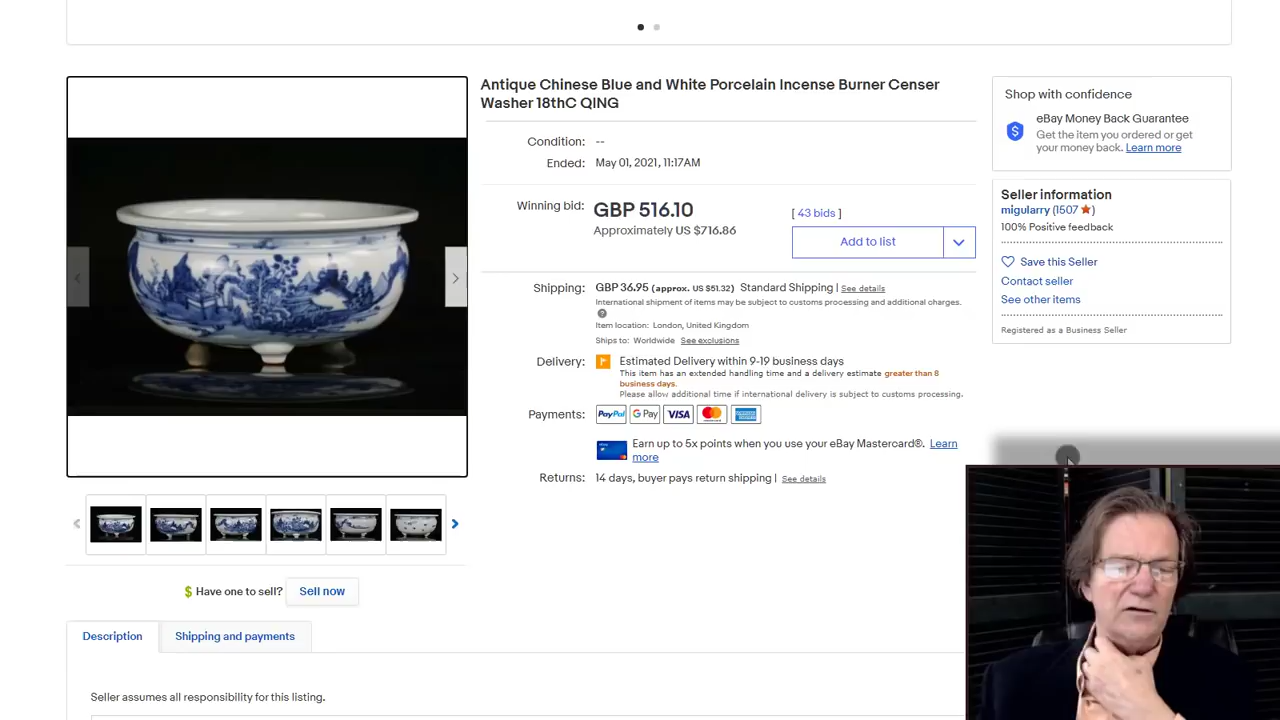 Antique Chinese Blue and White Porcelain Incense Burner Censer
Washer 18thC QING
Condition: --
Ended: May 01, 2021, 11:17AM
Winning bid: GBP 516.10 [ 43 bids ]
Approximately US $716.86
Add to list
Shipping: GBP 36.95 (approx. US $51.32) Standard Shipping | See details
International shipment of items may be subject to customs processing and additional charges.
Item location: London, United Kingdom
Ships to: Worldwide See exclusions
Delivery: Estimated Delivery within 9-19 business days
This item has an extended handling time and a delivery estimate greater than 8
business days.
Please allow additional time if international delivery is subject to customs processing.
Payments: PayPal G Pay VISA
Earn up to 5x points when you use your eBay Mastercard®. Learn
more
Returns: 14 days, buyer pays return shipping | See details
Shop with confidence
eBay Money Back Guarantee
Get the item you ordered or get
your money back. Learn more
Seller information
migularry (1507)
100% Positive feedback
Save this Seller
Contact seller
See other items
Registered as a Business Seller
$ Have one to sell? Sell now
Description Shipping and payments
Seller assumes all responsibility for this listing.